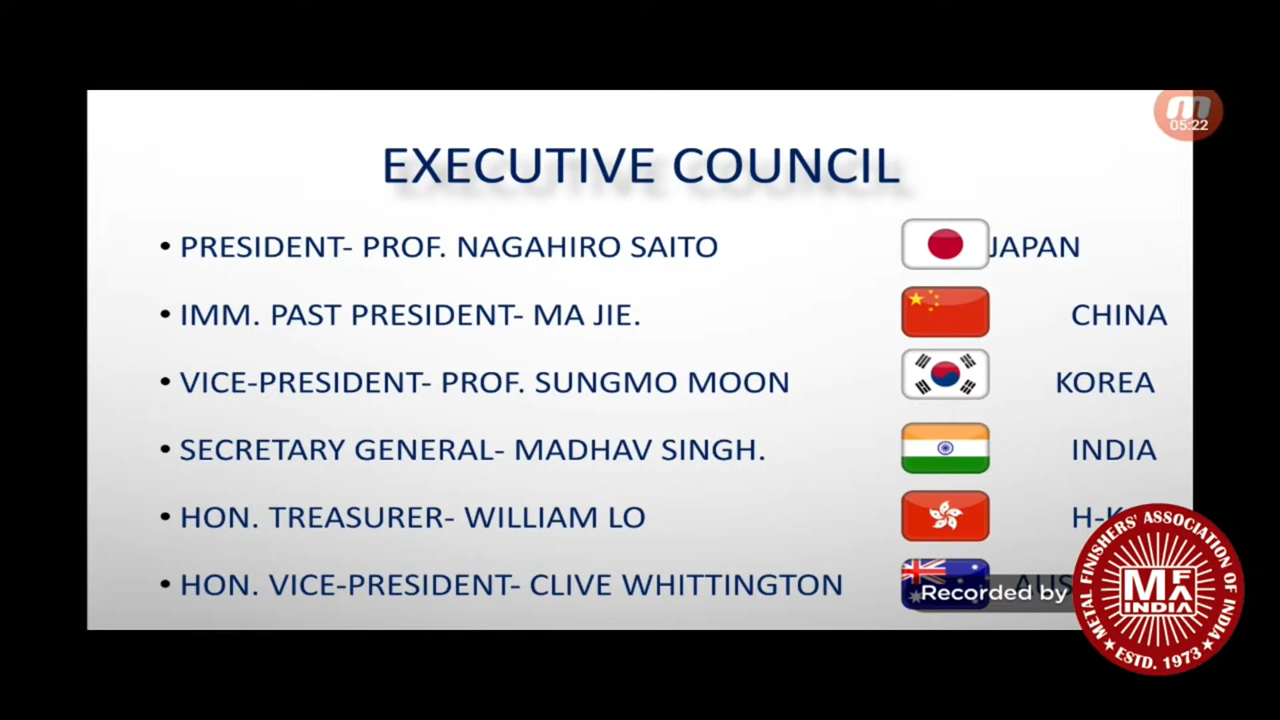 05:22
EXECUTIVE COUNCIL
• PRESIDENT- PROF. NAGAHIRO SAITO JAPAN
• IMM. PAST PRESIDENT- MA JIE. CHINA
• VICE-PRESIDENT- PROF. SUNGMO MOON KOREA
• SECRETARY GENERAL- MADHAV SINGH. INDIA
• HON. TREASURER- WILLIAM LO H-K
• HON. VICE-PRESIDENT- CLIVE WHITTINGTON
Recorded by
METAL FINISHERS' ASSOCIATION OF INDIA
MFAI
INDIA
★ ESTD. 1973 ★